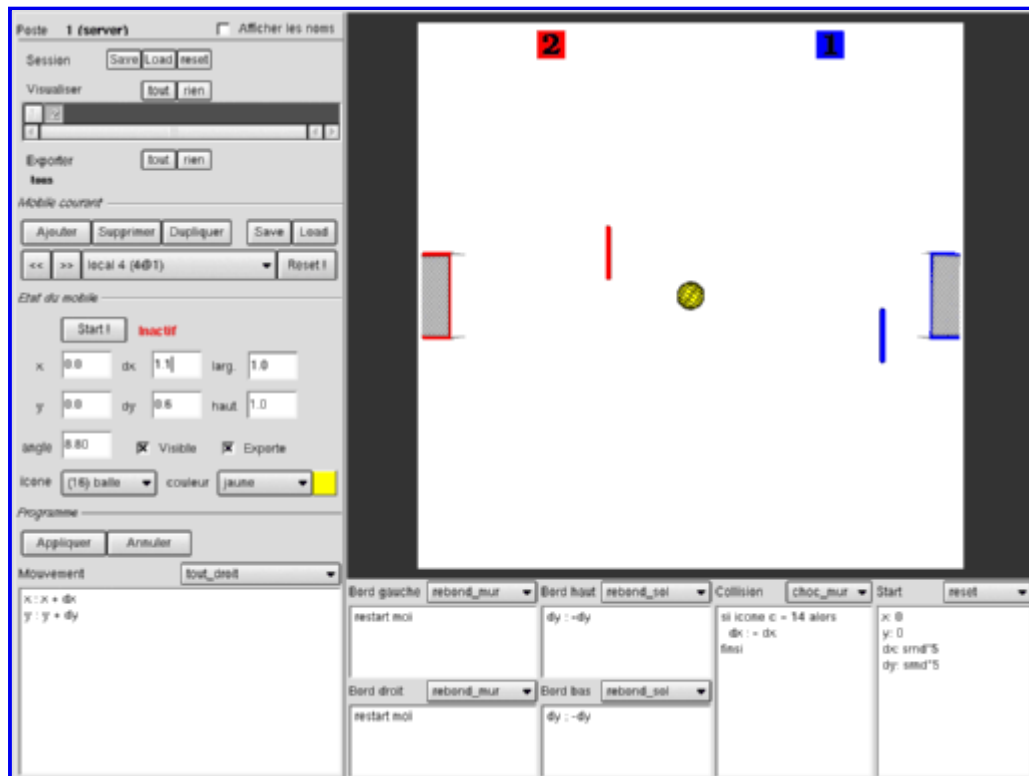 Poste 1 (server) Afficher les noms
Session Save Load reset
Visualiser tout rien
Exporter tout rien
tous
Mobile courant
Ajouter Supprimer Dupliquer Save Load
<< >> local 4 (4@1) Reset !
Etat du mobile
Start ! Inactif
x 0.0 dx 1.1 larg. 1.0
y 0.0 dy 0.6 haut 1.0
angle 8.80 Visible Exporte
icone (16) balle couleur jaune
Programme
Appliquer Annuler
Mouvement tout_droit
x : x + dx
y : y + dy
2 1
Bord gauche rebond_mur
restart moi
Bord haut rebond_sol
dy : -dy
Bord droit rebond_mur
restart moi
Bord bas rebond_sol
dy : -dy
Collision choc_mur
si icone c = 14 alors
dx : - dx
finsi
Start reset
x: 0
y: 0
dx: srnd*5
dy: srnd*5